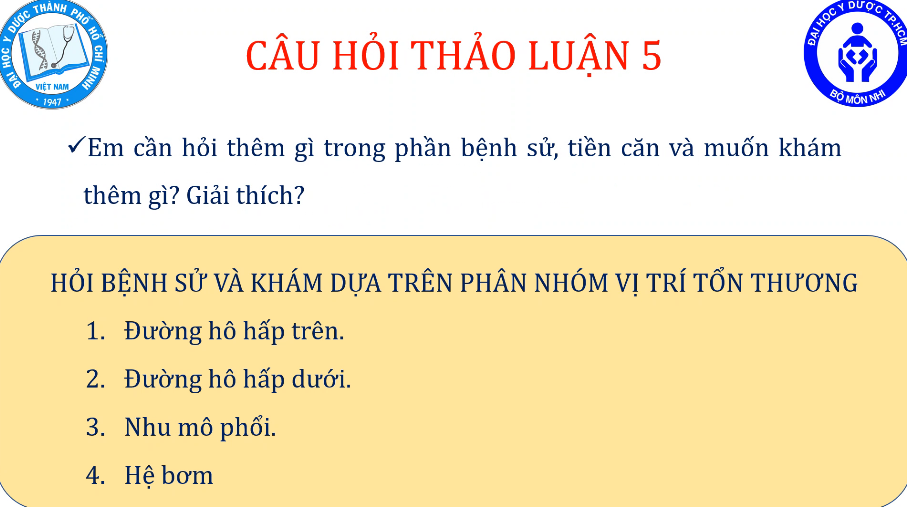 ĐẠI HỌC Y DƯỢC THÀNH PHỐ HỒ CHÍ MINH
VIỆT NAM
1947
CÂU HỎI THẢO LUẬN 5
ĐẠI HỌC Y DƯỢC TP.HCM
BỘ MÔN NHI
✓Em cần hỏi thêm gì trong phần bệnh sử, tiền căn và muốn khám
thêm gì? Giải thích?
HỎI BỆNH SỬ VÀ KHÁM DỰA TRÊN PHÂN NHÓM VỊ TRÍ TỔN THƯƠNG
1. Đường hô hấp trên.
2. Đường hô hấp dưới.
3. Nhu mô phổi.
4. Hệ bơm